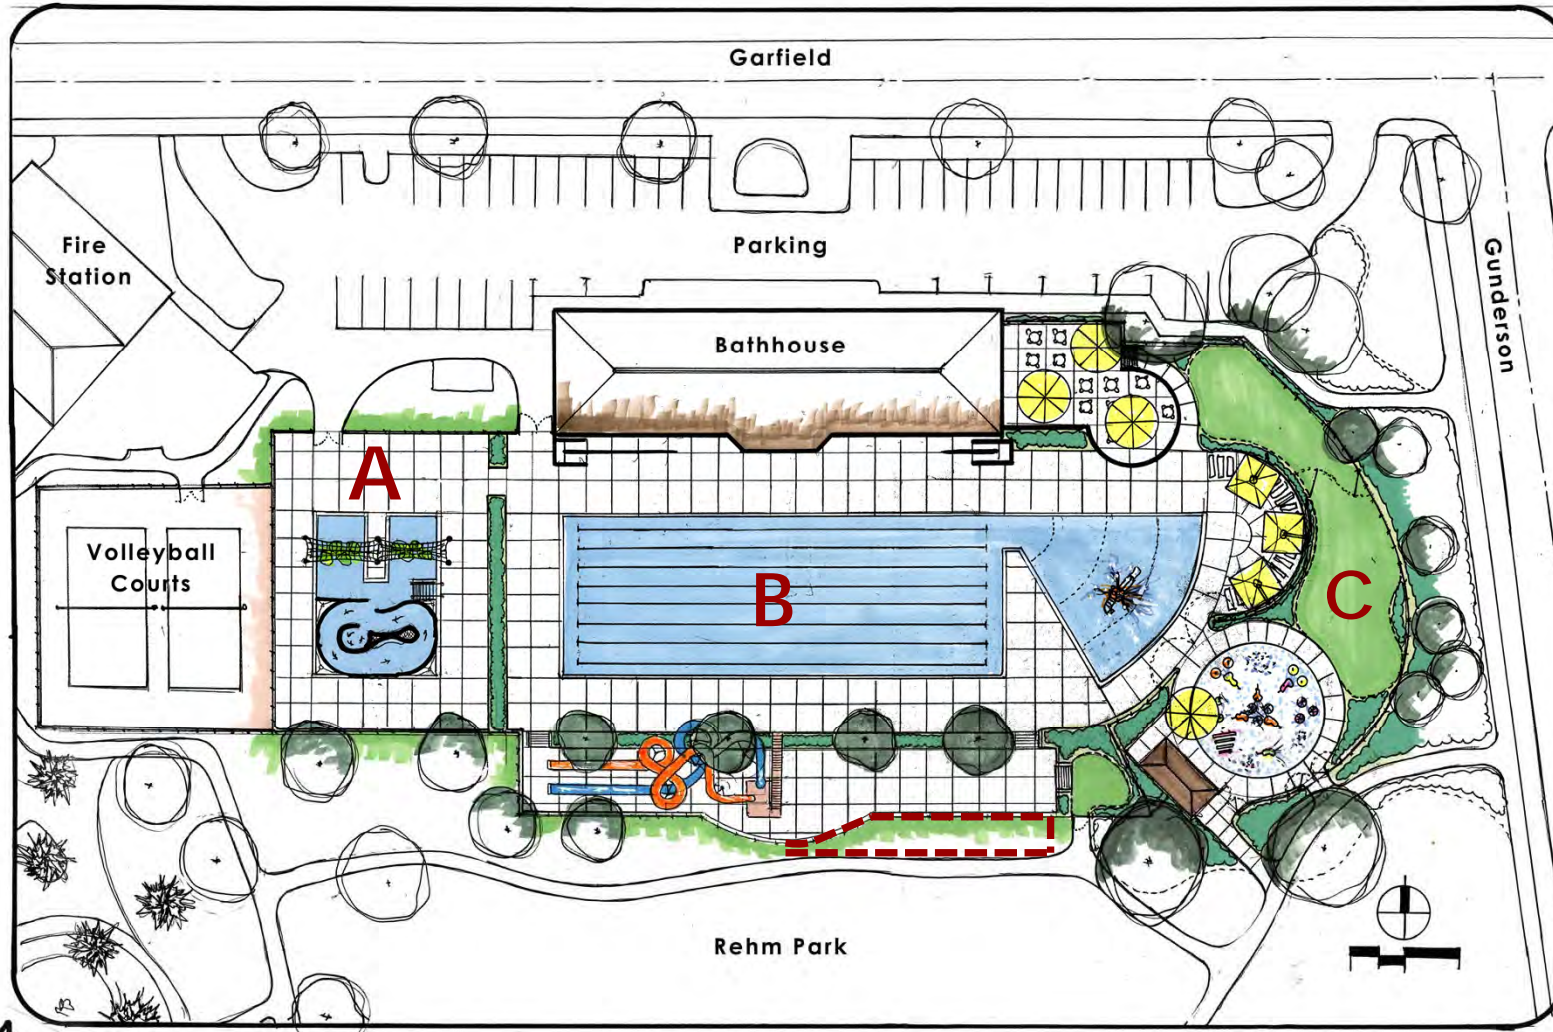 Garfield
Parking
Fire
Station
Gunderson
Bathhouse
A
Volleyball
Courts
B
C
Rehm Park